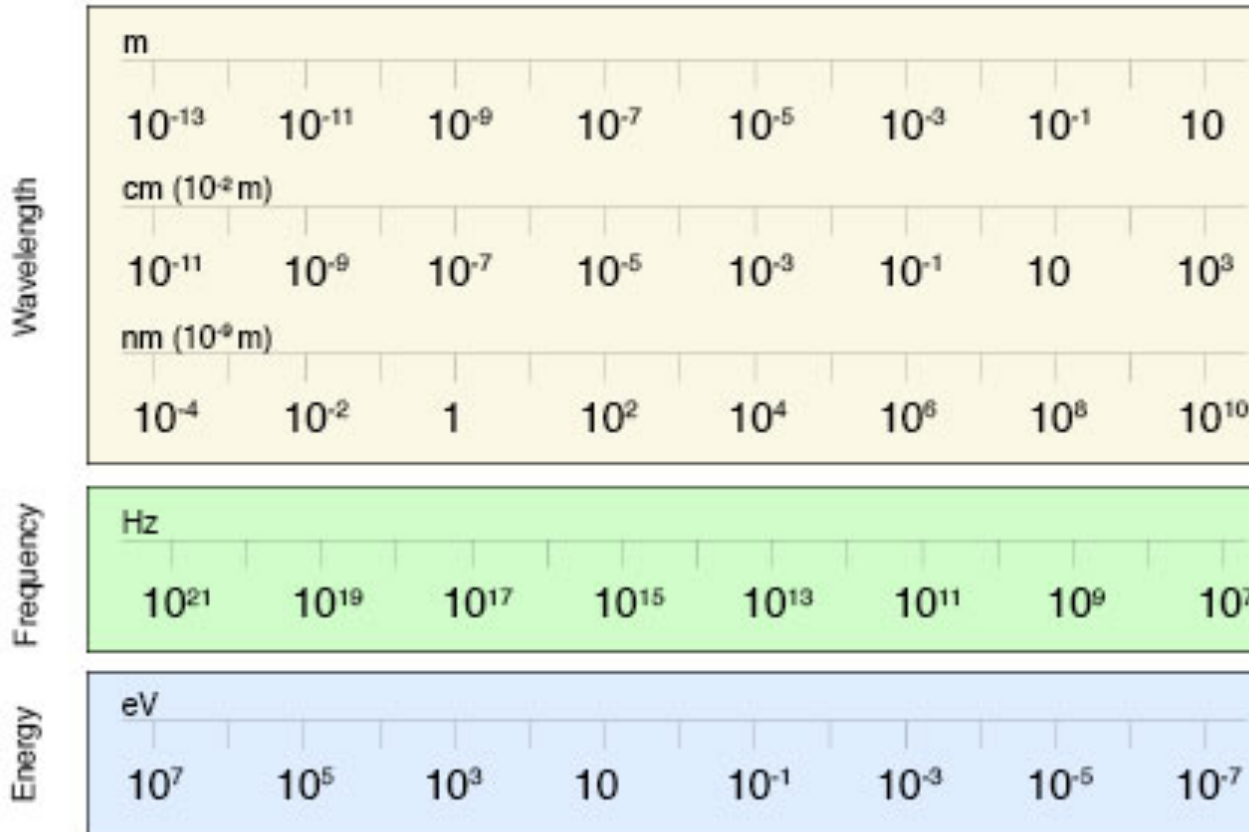 Wavelength
m
10⁻¹³ 10⁻¹¹ 10⁻⁹ 10⁻⁷ 10⁻⁵ 10⁻³ 10⁻¹ 10
cm (10⁻² m)
10⁻¹¹ 10⁻⁹ 10⁻⁷ 10⁻⁵ 10⁻³ 10⁻¹ 10 10³
nm (10⁻⁹ m)
10⁻⁴ 10⁻² 1 10² 10⁴ 10⁶ 10⁸ 10¹⁰
Frequency
Hz
10²¹ 10¹⁹ 10¹⁷ 10¹⁵ 10¹³ 10¹¹ 10⁹ 10⁷
Energy
eV
10⁷ 10⁵ 10³ 10 10⁻¹ 10⁻³ 10⁻⁵ 10⁻⁷